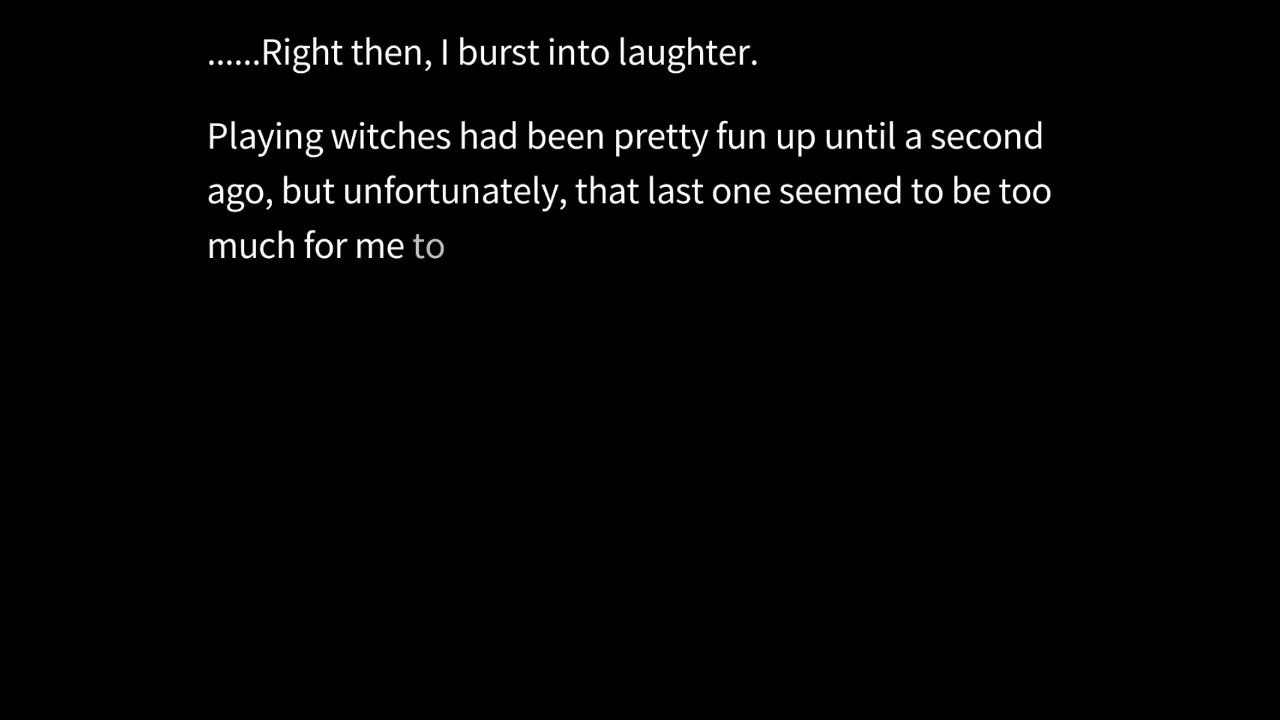 ......Right then, I burst into laughter.
Playing witches had been pretty fun up until a second
ago, but unfortunately, that last one seemed to be too
much for me to